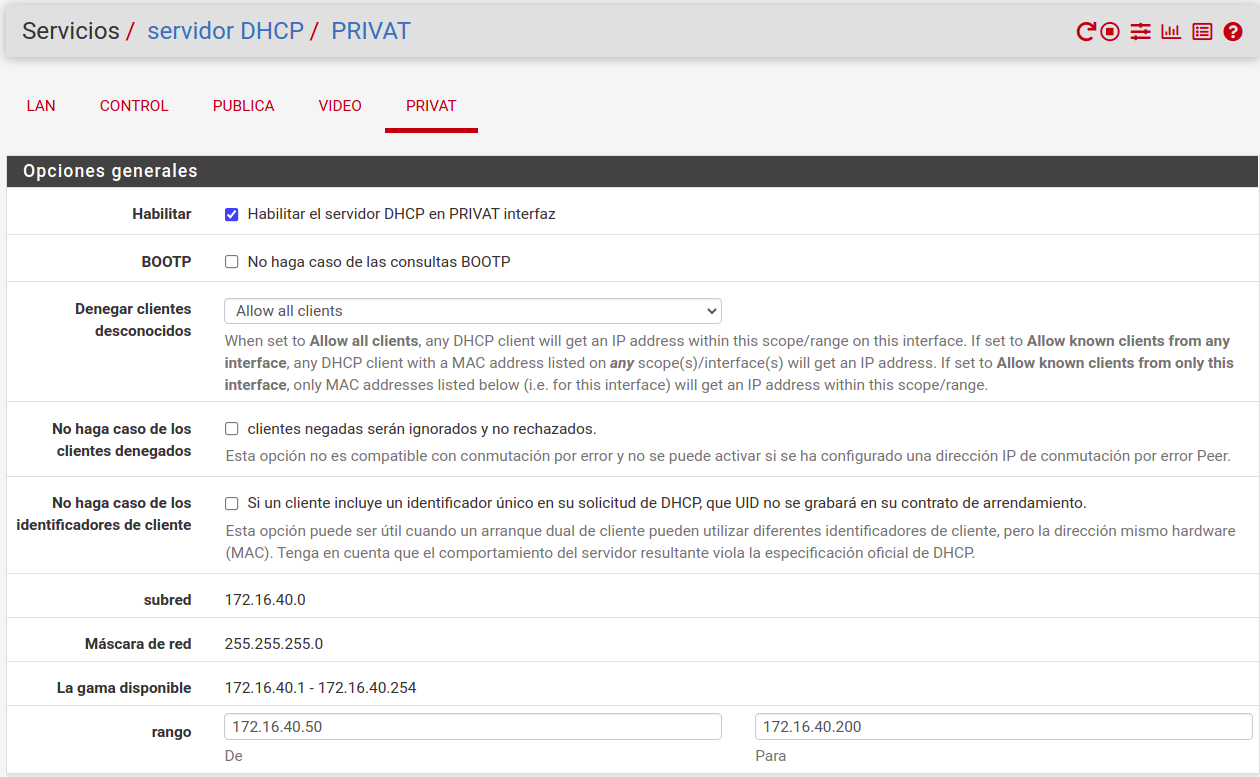 Servicios / servidor DHCP / PRIVAT
LAN CONTROL PUBLICA VIDEO PRIVAT
Opciones generales
Habilitar Habilitar el servidor DHCP en PRIVAT interfaz
BOOTP No haga caso de las consultas BOOTP
Denegar clientes desconocidos
Allow all clients
When set to Allow all clients, any DHCP client will get an IP address within this scope/range on this interface. If set to Allow known clients from any
interface, any DHCP client with a MAC address listed on any scope(s)/interface(s) will get an IP address. If set to Allow known clients from only this
interface, only MAC addresses listed below (i.e. for this interface) will get an IP address within this scope/range.
No haga caso de los
clientes denegados
clientes negadas serán ignorados y no rechazados.
Esta opción no es compatible con conmutación por error y no se puede activar si se ha configurado una dirección IP de conmutación por error Peer.
No haga caso de los
identificadores de cliente
Si un cliente incluye un identificador único en su solicitud de DHCP, que UID no se grabará en su contrato de arrendamiento.
Esta opción puede ser útil cuando un arranque dual de cliente pueden utilizar diferentes identificadores de cliente, pero la dirección mismo hardware
(MAC). Tenga en cuenta que el comportamiento del servidor resultante viola la especificación oficial de DHCP.
subred 172.16.40.0
Máscara de red 255.255.255.0
La gama disponible 172.16.40.1 - 172.16.40.254
rango 172.16.40.50 172.16.40.200
De Para